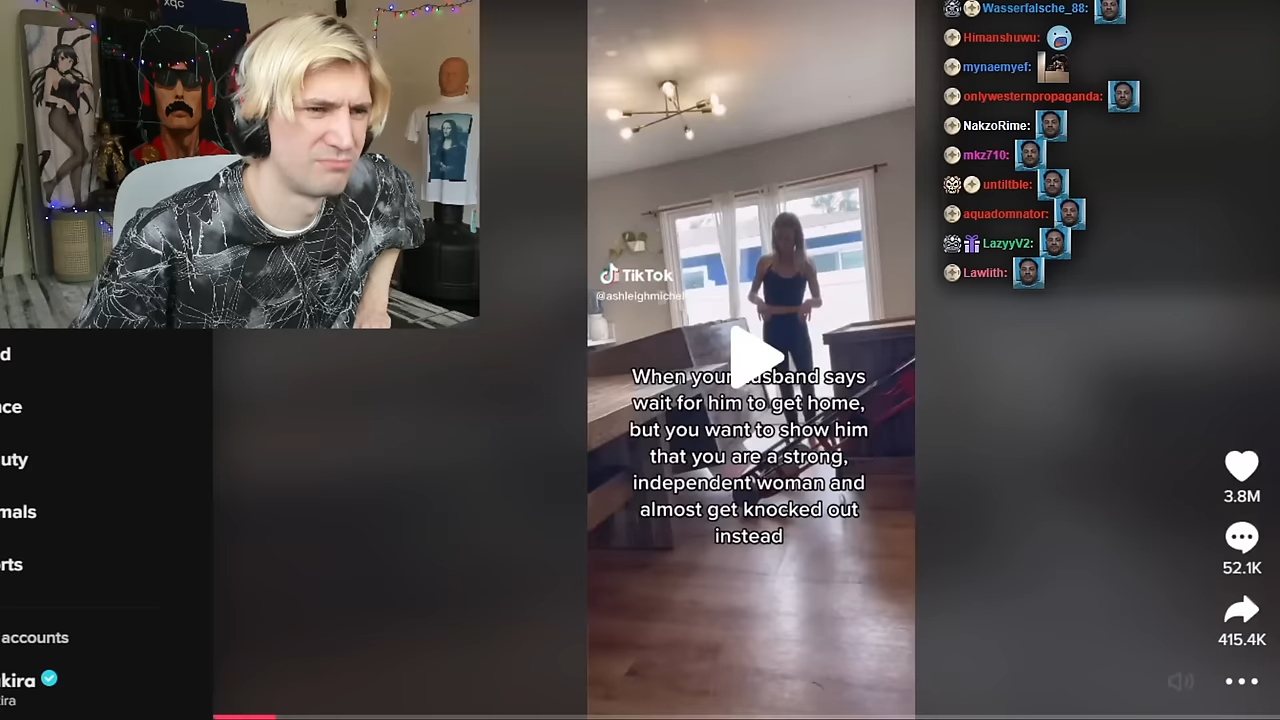 xqc
Wasserfalsche_88:
Himanshuwu:
mynaemyef:
onlywesternpropaganda:
NakzoRime:
mkz710:
untiltble:
aquadomnator:
LazyyV2:
Lawlith:
TikTok
@ashleighmichel
When your husband says
wait for him to get home,
but you want to show him
that you are a strong,
independent woman and
almost get knocked out
instead
d
ce
uty
mals
rts
accounts
kira
ira
3.8M
52.1K
415.4K